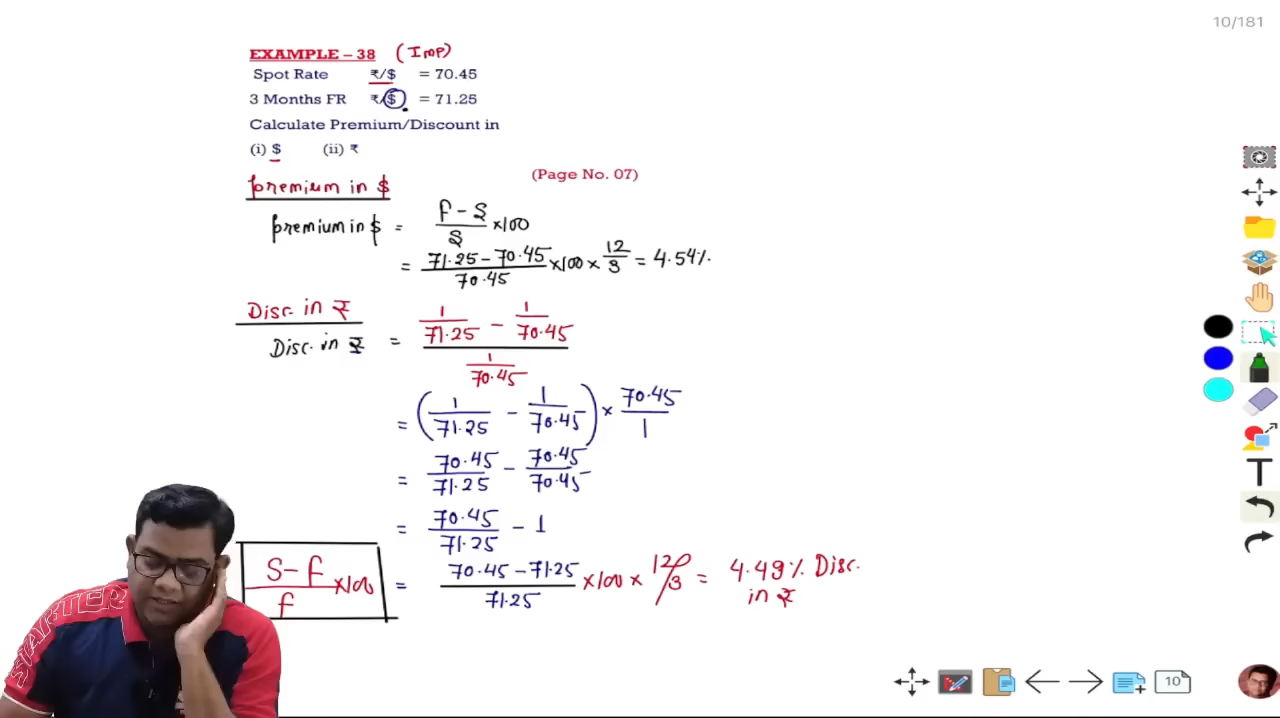 10/181
EXAMPLE – 38 (IMP)
Spot Rate ₹/$ = 70.45
3 Months FR ₹/$ = 71.25
Calculate Premium/Discount in
(i) $ (ii) ₹
(Page No. 07)
premium in $
premium in $ = F - S / S ×100
= 71.25 - 70.45 / 70.45 ×100 × 12/3 = 4.54%.
Disc. in ₹
Disc. in ₹ = 1/71.25 - 1/70.45 / 1/70.45
= (1/71.25 - 1/70.45) × 70.45/1
= 70.45/71.25 - 70.45/70.45
= 70.45/71.25 - 1
S - F / F ×100 = 70.45 - 71.25 / 71.25 ×100 × 12/3 = 4.49% Disc.
in ₹
STARTER
T
10